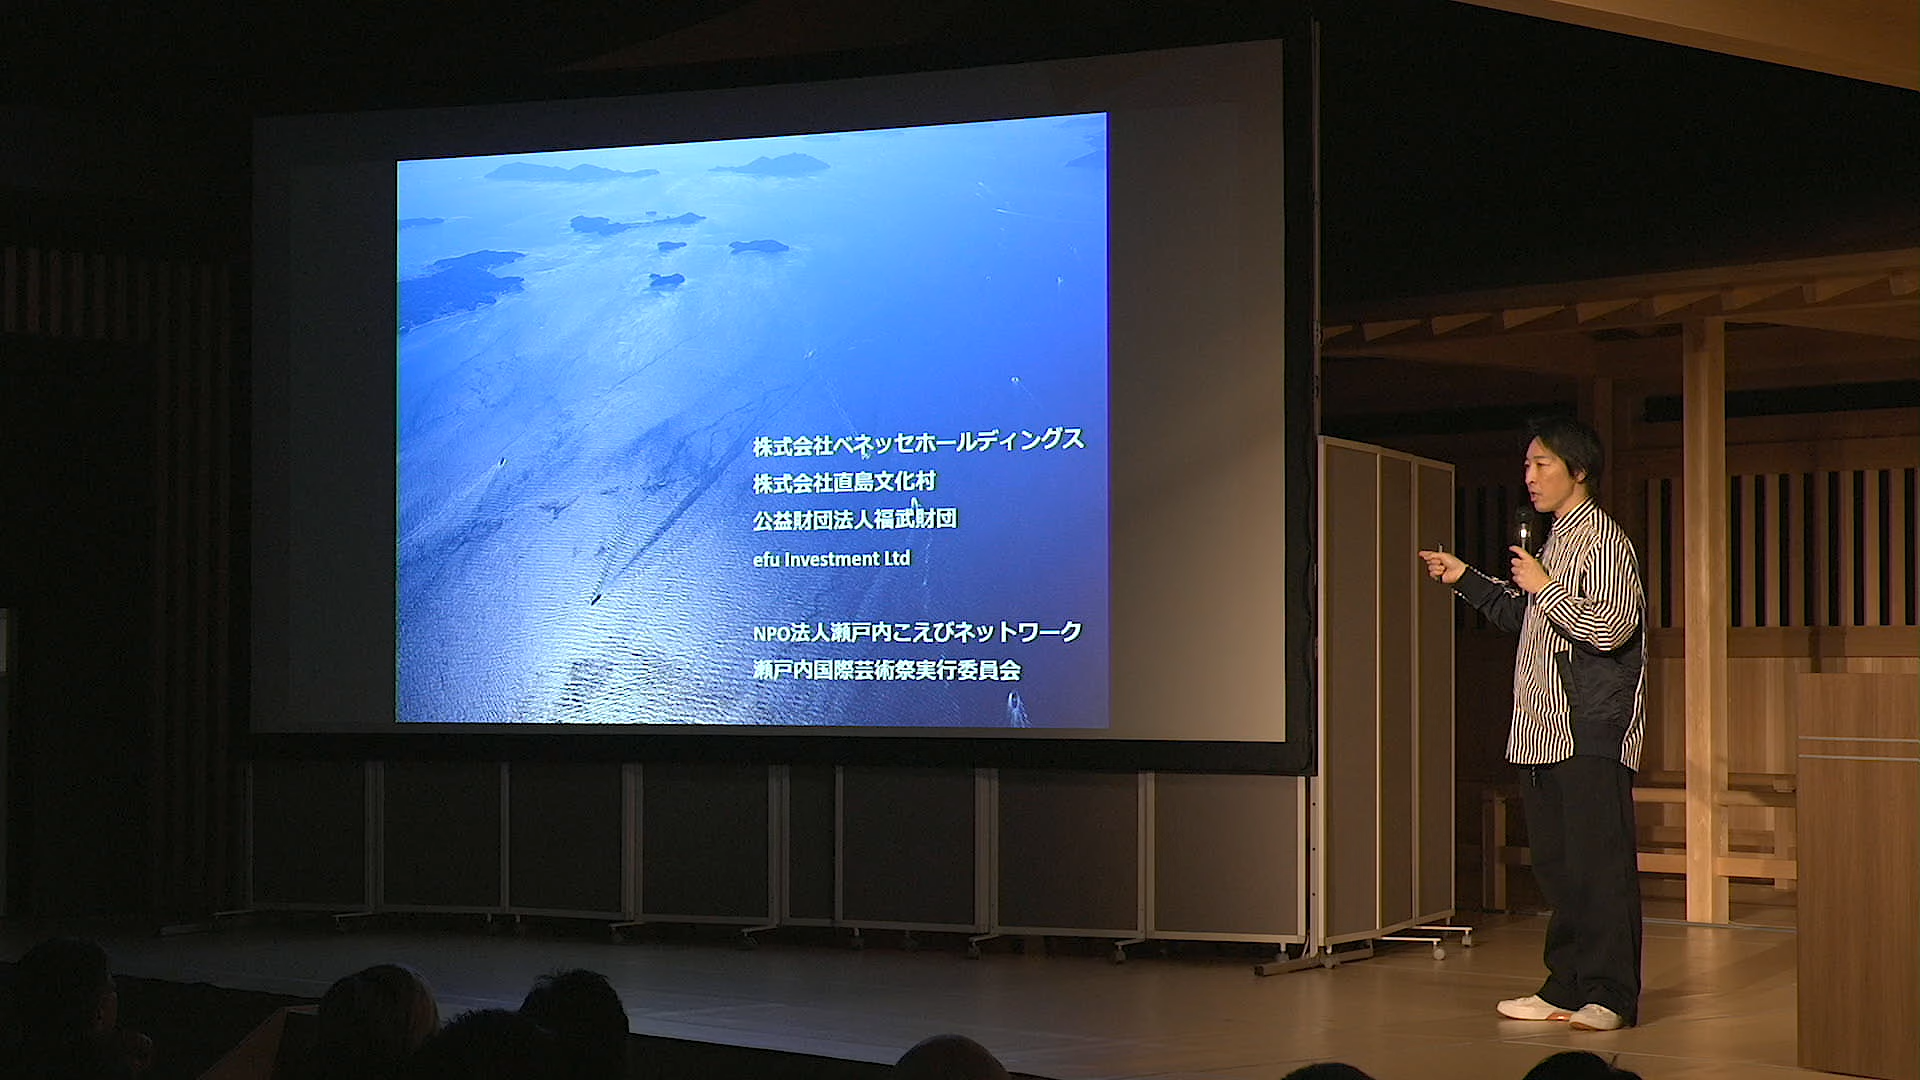 株式会社ベネッセホールディングス
株式会社直島文化村
公益財団法人福武財団
efu Investment Ltd
NPO法人瀬戸内こえびネットワーク
瀬戸内国際芸術祭実行委員会